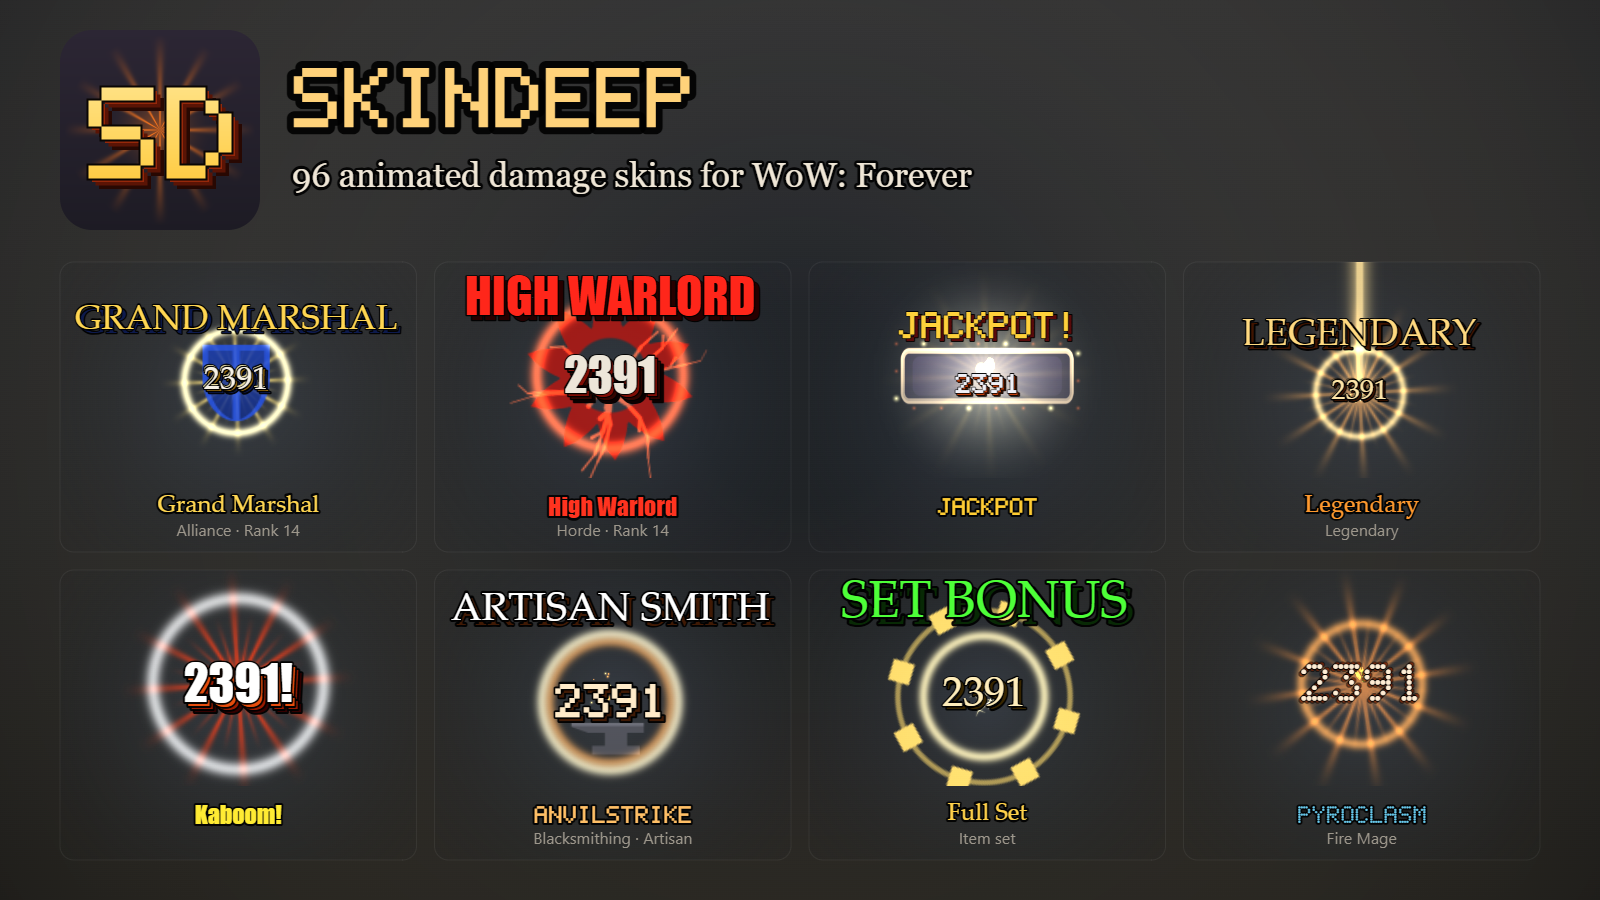 SD
SKINDEEP
96 animated damage skins for WoW: Forever
GRAND MARSHAL
2391
Grand Marshal
Alliance · Rank 14
HIGH WARLORD
2391
High Warlord
Horde · Rank 14
JACKPOT!
2391
JACKPOT
LEGENDARY
2391
Legendary
Legendary
2391!
Kaboom!
ARTISAN SMITH
2391
ANVILSTRIKE
Blacksmithing · Artisan
SET BONUS
2391
Full Set
Item set
2391
PYROCLASM
Fire Mage